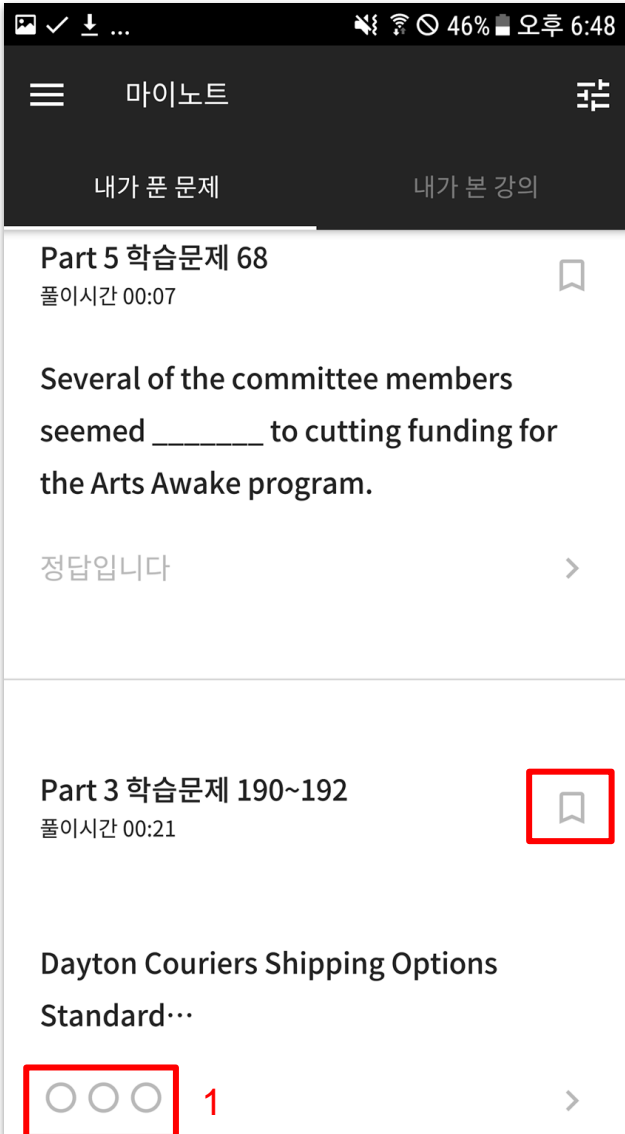 ... 46% 오후 6:48
마이노트
내가 푼 문제 내가 본 강의
Part 5 학습문제 68
풀이시간 00:07
Several of the committee members
seemed _______ to cutting funding for
the Arts Awake program.
정답입니다
Part 3 학습문제 190~192
풀이시간 00:21
Dayton Couriers Shipping Options
Standard⋯
1